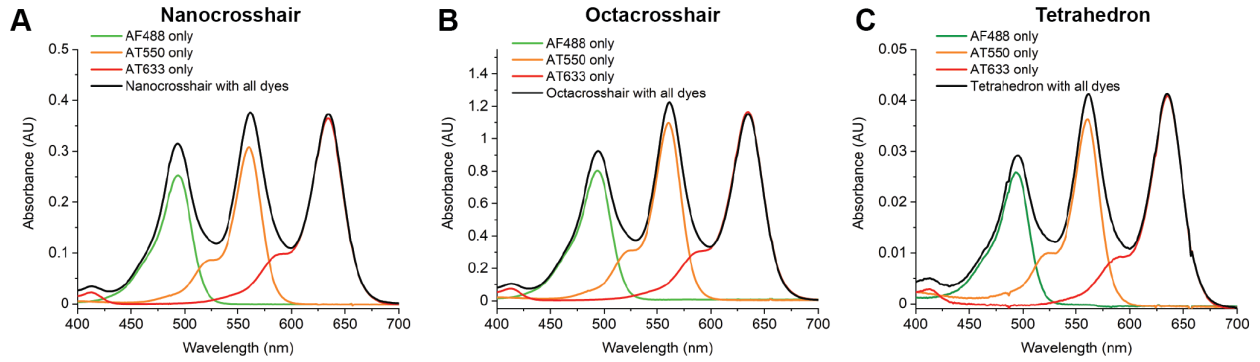 A
Nanocrosshair
AF488 only
AT550 only
AT633 only
Nanocrosshair with all dyes
Absorbance (AU)
0.5
0.4
0.3
0.2
0.1
0
400 450 500 550 600 650 700
Wavelength (nm)
B
Octacrosshair
AF488 only
AT550 only
AT633 only
Octacrosshair with all dyes
Absorbance (AU)
1.4
1.2
1.0
0.8
0.6
0.4
0.2
0
400 450 500 550 600 650 700
Wavelength (nm)
C
Tetrahedron
AF488 only
AT550 only
AT633 only
Tetrahedron with all dyes
Absorbance (AU)
0.05
0.04
0.03
0.02
0.01
0
400 450 500 550 600 650 700
Wavelength (nm)